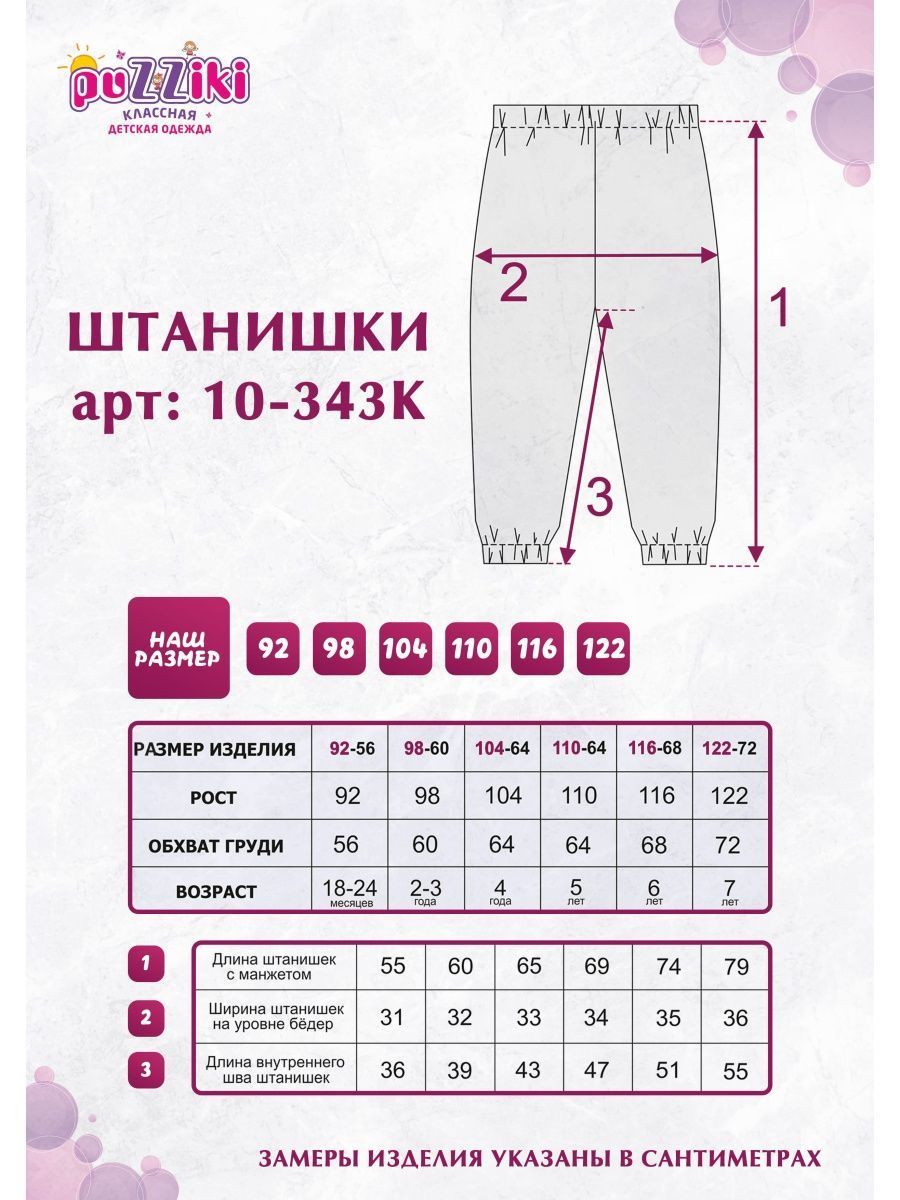 puZZiki
КЛАССНАЯ
ДЕТСКАЯ ОДЕЖДА
ШТАНИШКИ
арт: 10-343К
1
2
3
НАШ
РАЗМЕР
92 98 104 110 116 122
РАЗМЕР ИЗДЕЛИЯ 92-56 98-60 104-64 110-64 116-68 122-72
РОСТ 92 98 104 110 116 122
ОБХВАТ ГРУДИ 56 60 64 64 68 72
ВОЗРАСТ 18-24 месяцев 2-3 года 4 года 5 лет 6 лет 7 лет
1 Длина штанишек
с манжетом 55 60 65 69 74 79
2 Ширина штанишек
на уровне бёдер 31 32 33 34 35 36
3 Длина внутреннего
шва штанишек 36 39 43 47 51 55
ЗАМЕРЫ ИЗДЕЛИЯ УКАЗАНЫ В САНТИМЕТРАХ